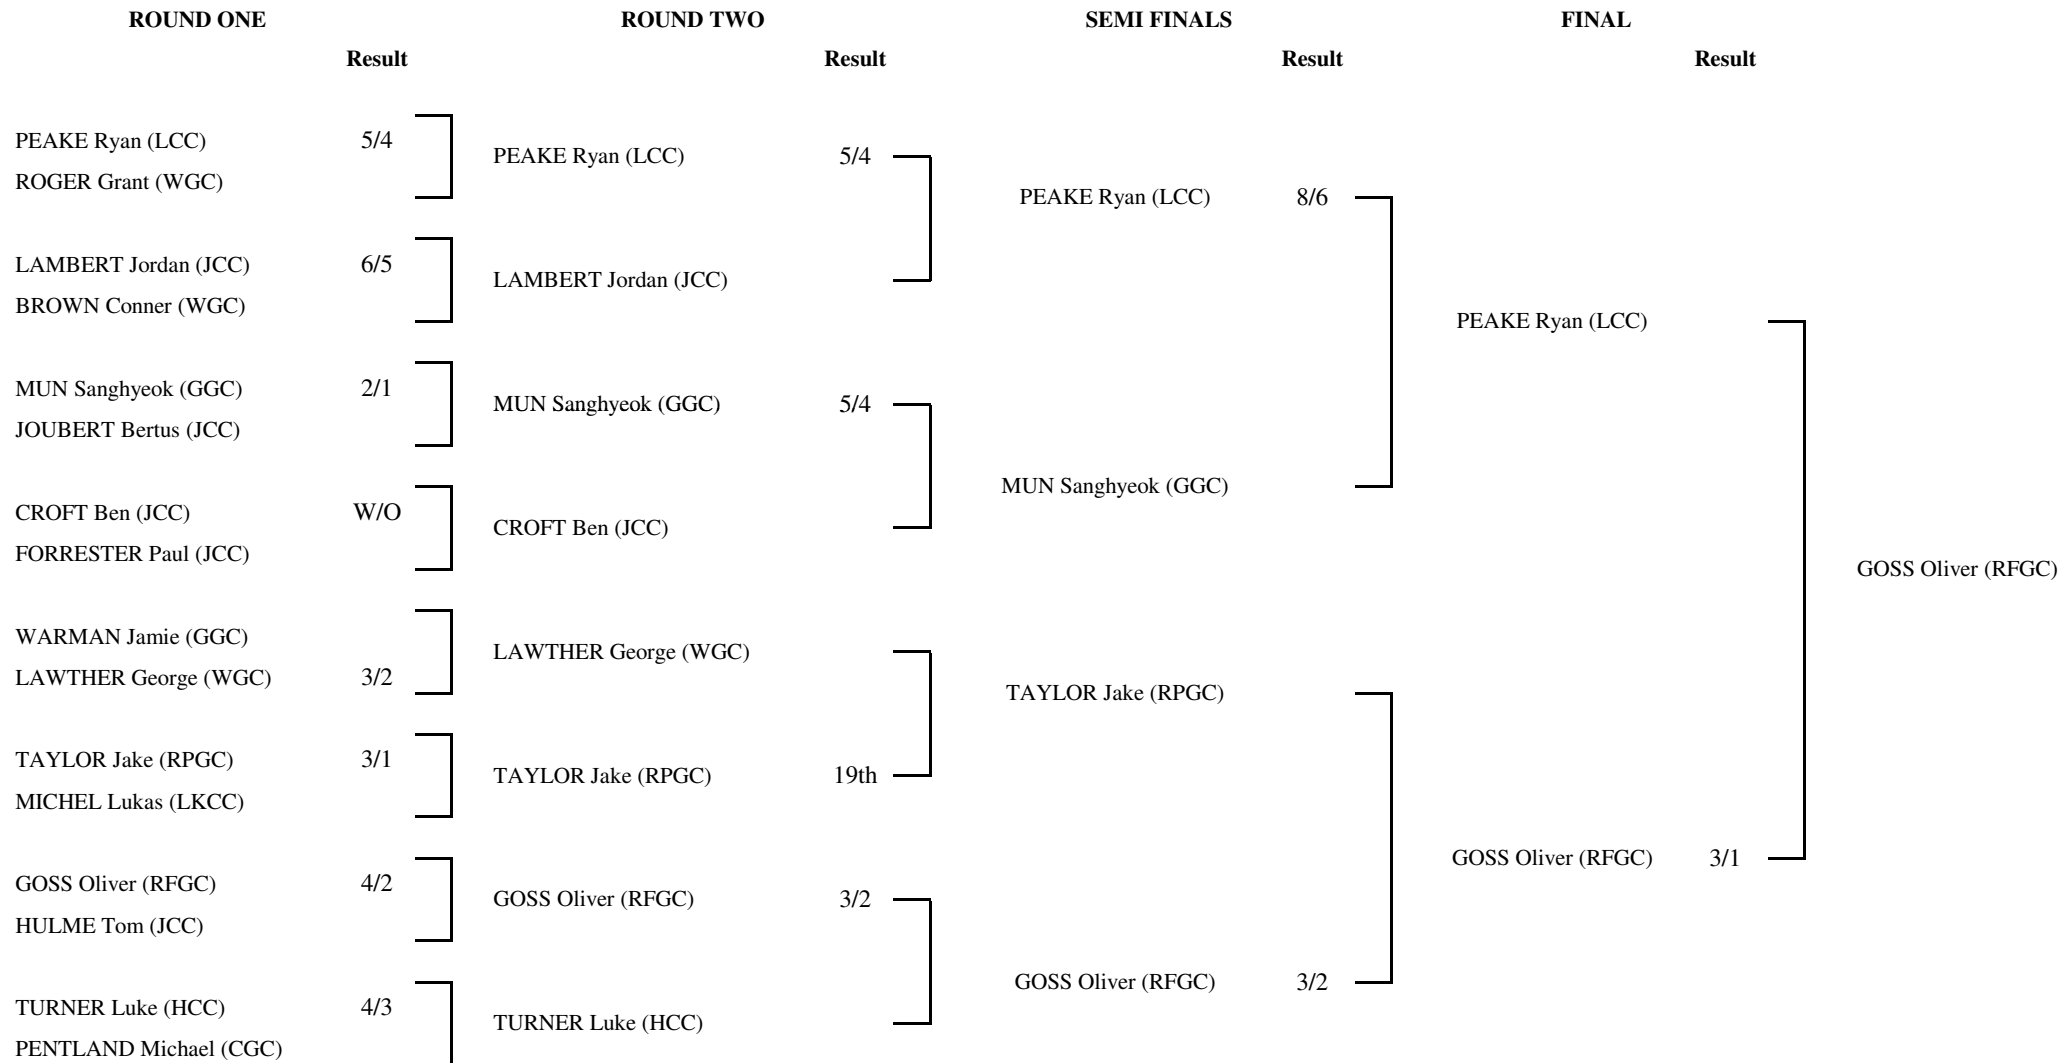 ROUND ONE ROUND TWO SEMI FINALS FINAL
Result Result Result Result
PEAKE Ryan (LCC) 5/4
PEAKE Ryan (LCC) 5/4
ROGER Grant (WGC)
PEAKE Ryan (LCC) 8/6
LAMBERT Jordan (JCC) 6/5
LAMBERT Jordan (JCC)
BROWN Conner (WGC)
PEAKE Ryan (LCC)
MUN Sanghyeok (GGC) 2/1
MUN Sanghyeok (GGC) 5/4
JOUBERT Bertus (JCC)
MUN Sanghyeok (GGC)
CROFT Ben (JCC) W/O
CROFT Ben (JCC)
FORRESTER Paul (JCC)
GOSS Oliver (RFGC)
WARMAN Jamie (GGC)
LAWTHER George (WGC)
LAWTHER George (WGC) 3/2
TAYLOR Jake (RPGC)
TAYLOR Jake (RPGC) 3/1
TAYLOR Jake (RPGC) 19th
MICHEL Lukas (LKCC)
GOSS Oliver (RFGC) 3/1
GOSS Oliver (RFGC) 4/2
GOSS Oliver (RFGC) 3/2
HULME Tom (JCC)
GOSS Oliver (RFGC) 3/2
TURNER Luke (HCC) 4/3
TURNER Luke (HCC)
PENTLAND Michael (CGC)